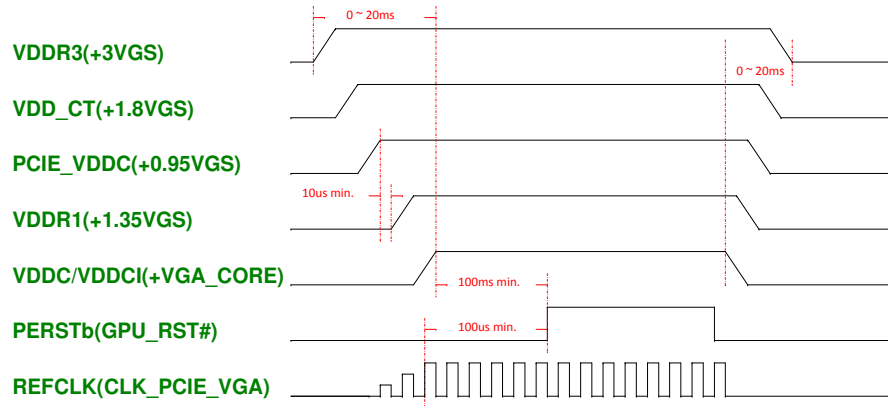 0 ~ 20ms
VDDR3(+3VGS)
0 ~ 20ms
VDD_CT(+1.8VGS)
PCIE_VDDC(+0.95VGS)
10us min.
VDDR1(+1.35VGS)
VDDC/VDDCI(+VGA_CORE)
100ms min.
PERSTb(GPU_RST#)
100us min.
REFCLK(CLK_PCIE_VGA)